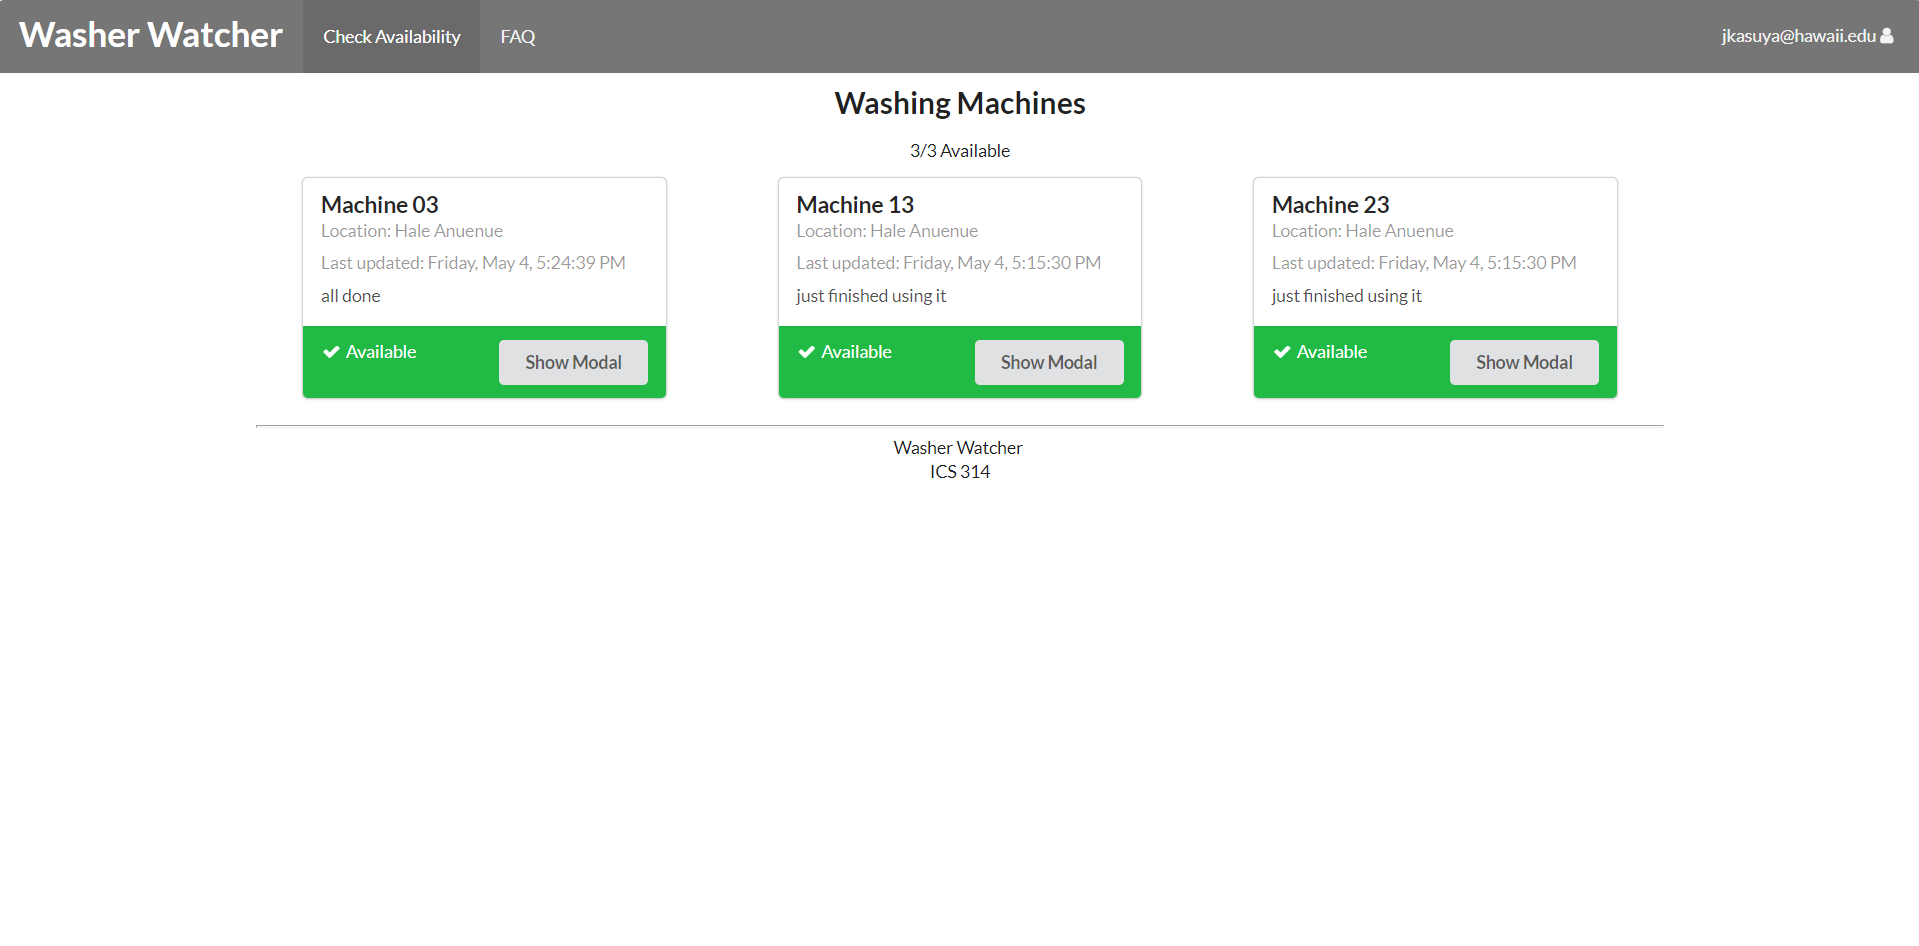 Washer Watcher
Check Availability
FAQ
jkasuya@hawaii.edu
Washing Machines
3/3 Available
Machine 03
Location: Hale Anuenue
Last updated: Friday, May 4, 5:24:39 PM
all done
Available
Show Modal
Machine 13
Location: Hale Anuenue
Last updated: Friday, May 4, 5:15:30 PM
just finished using it
Available
Show Modal
Machine 23
Location: Hale Anuenue
Last updated: Friday, May 4, 5:15:30 PM
just finished using it
Available
Show Modal
Washer Watcher
ICS 314